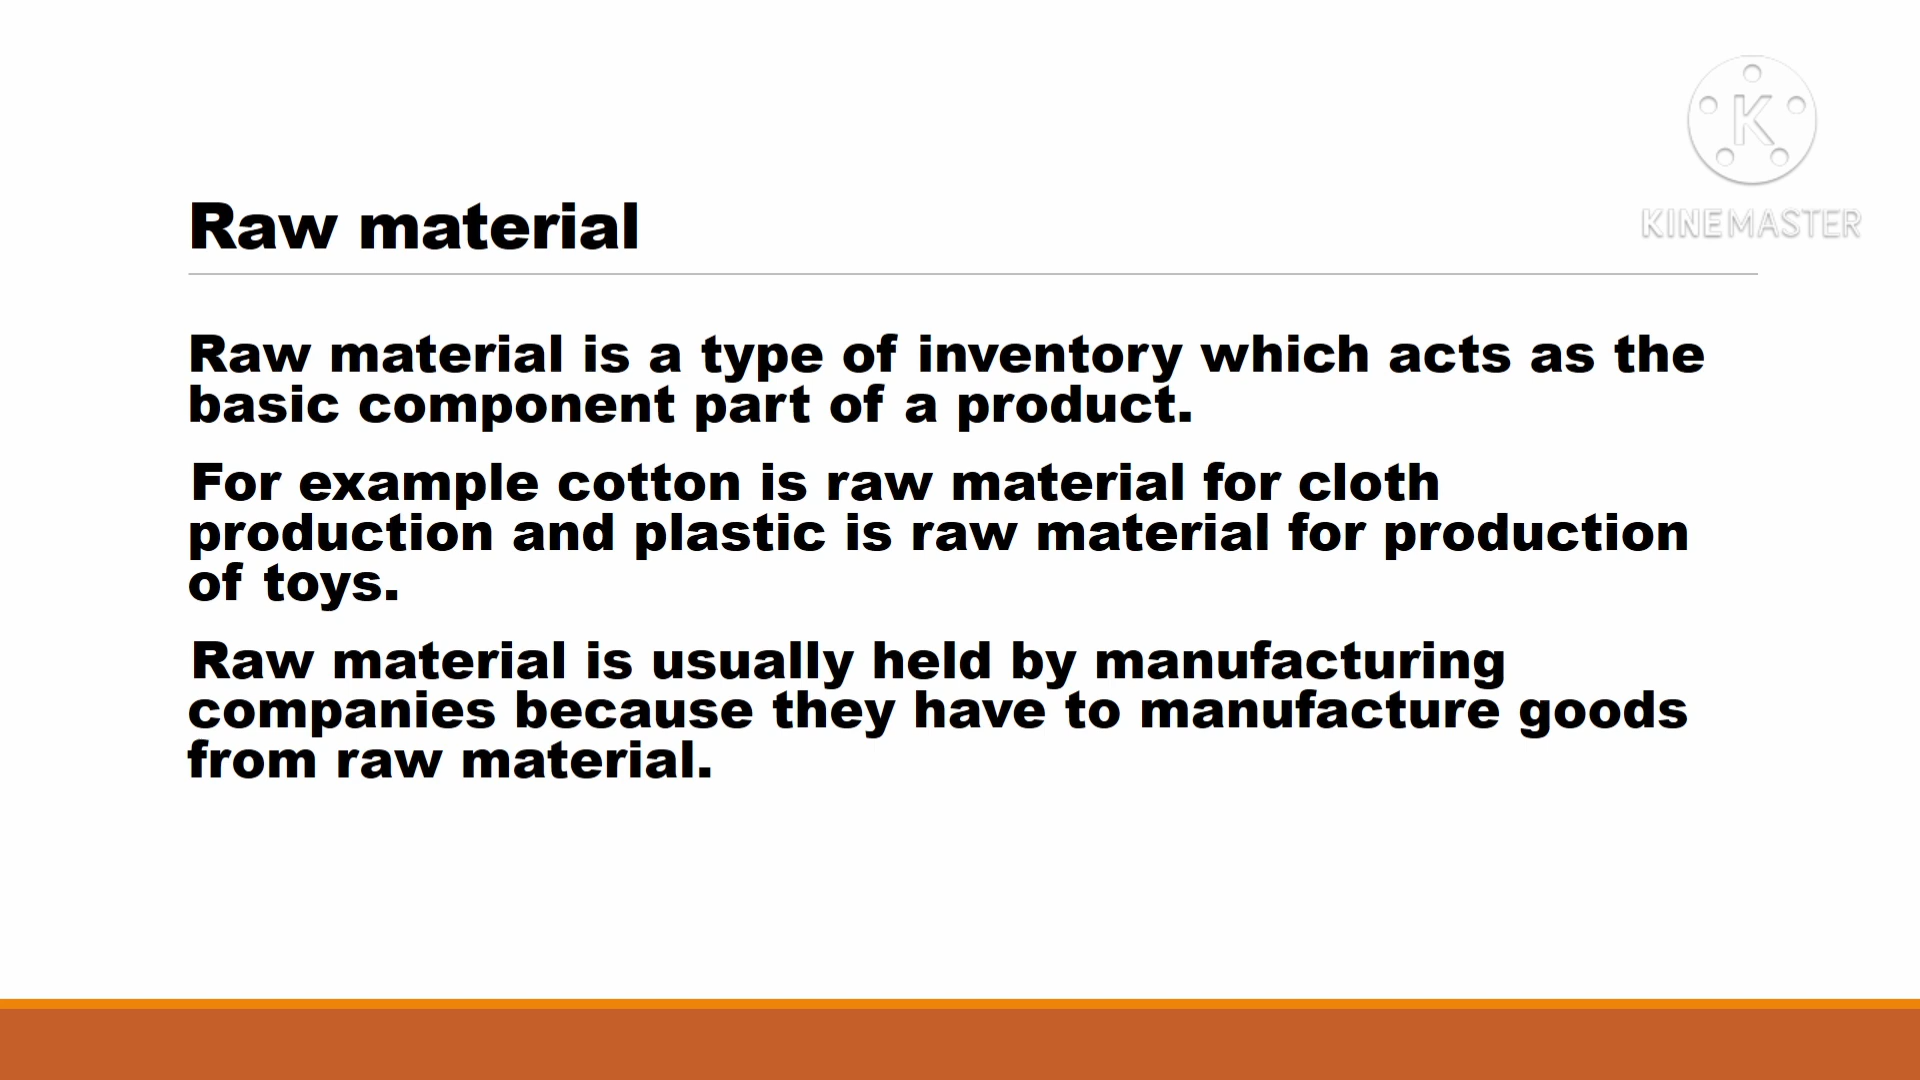 K
KINEMASTER
Raw material
Raw material is a type of inventory which acts as the
basic component part of a product.
For example cotton is raw material for cloth
production and plastic is raw material for production
of toys.
Raw material is usually held by manufacturing
companies because they have to manufacture goods
from raw material.